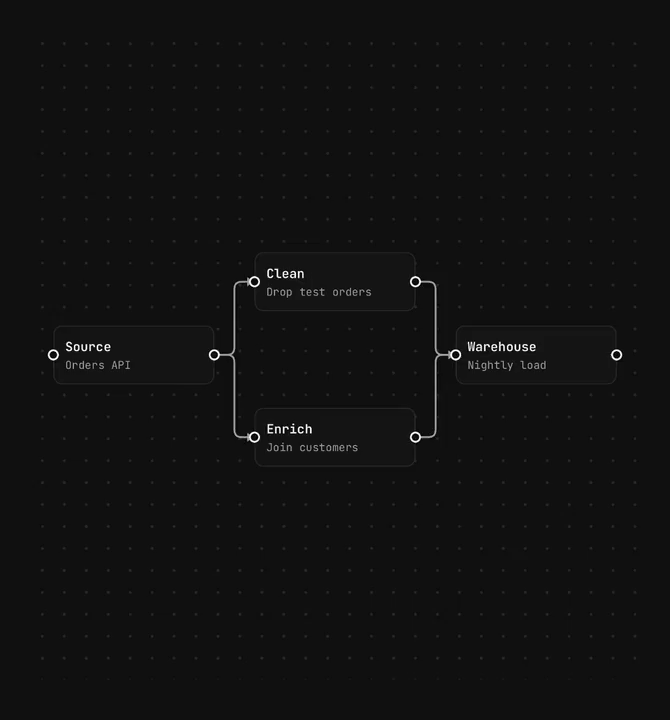 Clean
Drop test orders
Source
Orders API
Warehouse
Nightly load
Enrich
Join customers